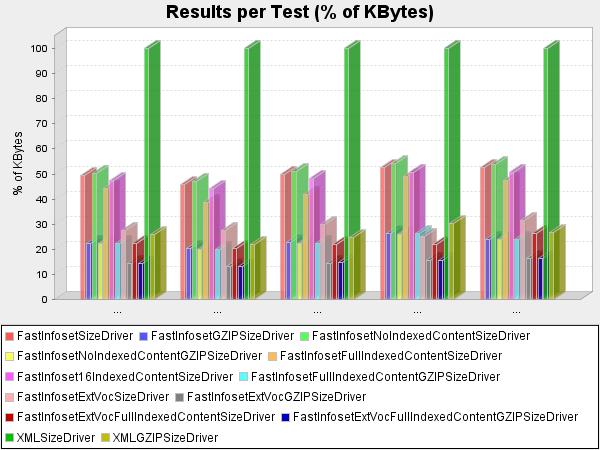 Results per Test (% of KBytes)
% of KBytes
100
90
80
70
60
50
40
30
20
10
0
... ... ... ... ...
FastInfosetSizeDriver FastInfosetGZIPSizeDriver FastInfosetNoIndexedContentSizeDriver
FastInfosetNoIndexedContentGZIPSizeDriver FastInfosetFullIndexedContentSizeDriver
FastInfoset16IndexedContentSizeDriver FastInfosetFullIndexedContentGZIPSizeDriver
FastInfosetExtVocSizeDriver FastInfosetExtVocGZIPSizeDriver
FastInfosetExtVocFullIndexedContentSizeDriver FastInfosetExtVocFullIndexedContentGZIPSizeDriver
XMLSizeDriver XMLGZIPSizeDriver